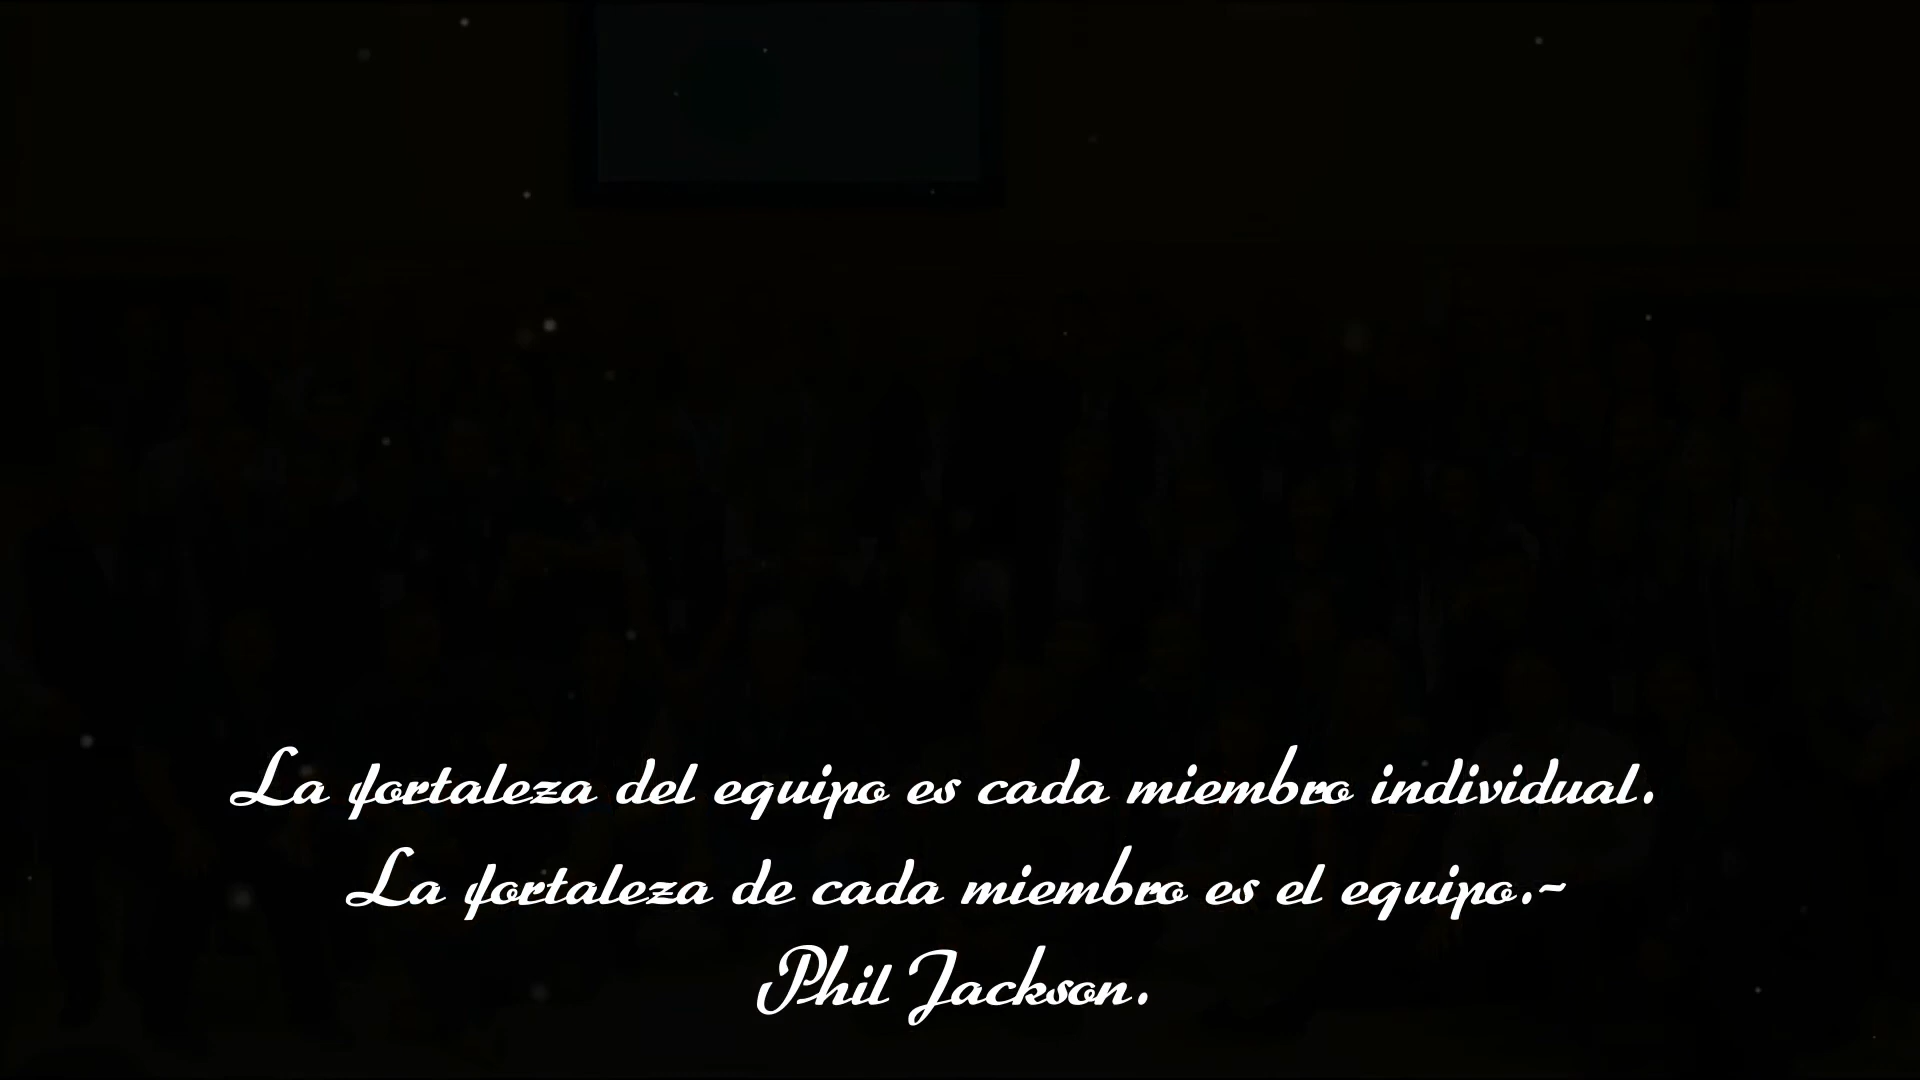 La fortaleza del equipo es cada miembro individual.
La fortaleza de cada miembro es el equipo.~
Phil Jackson.